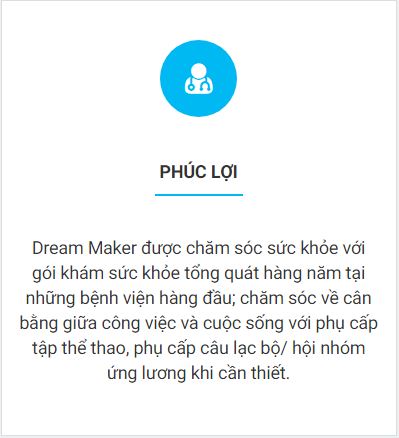 PHÚC LỢI
Dream Maker được chăm sóc sức khỏe với
gói khám sức khỏe tổng quát hàng năm tại
những bệnh viện hàng đầu; chăm sóc về cân
bằng giữa công việc và cuộc sống với phụ cấp
tập thể thao, phụ cấp câu lạc bộ/ hội nhóm
ứng lương khi cần thiết.